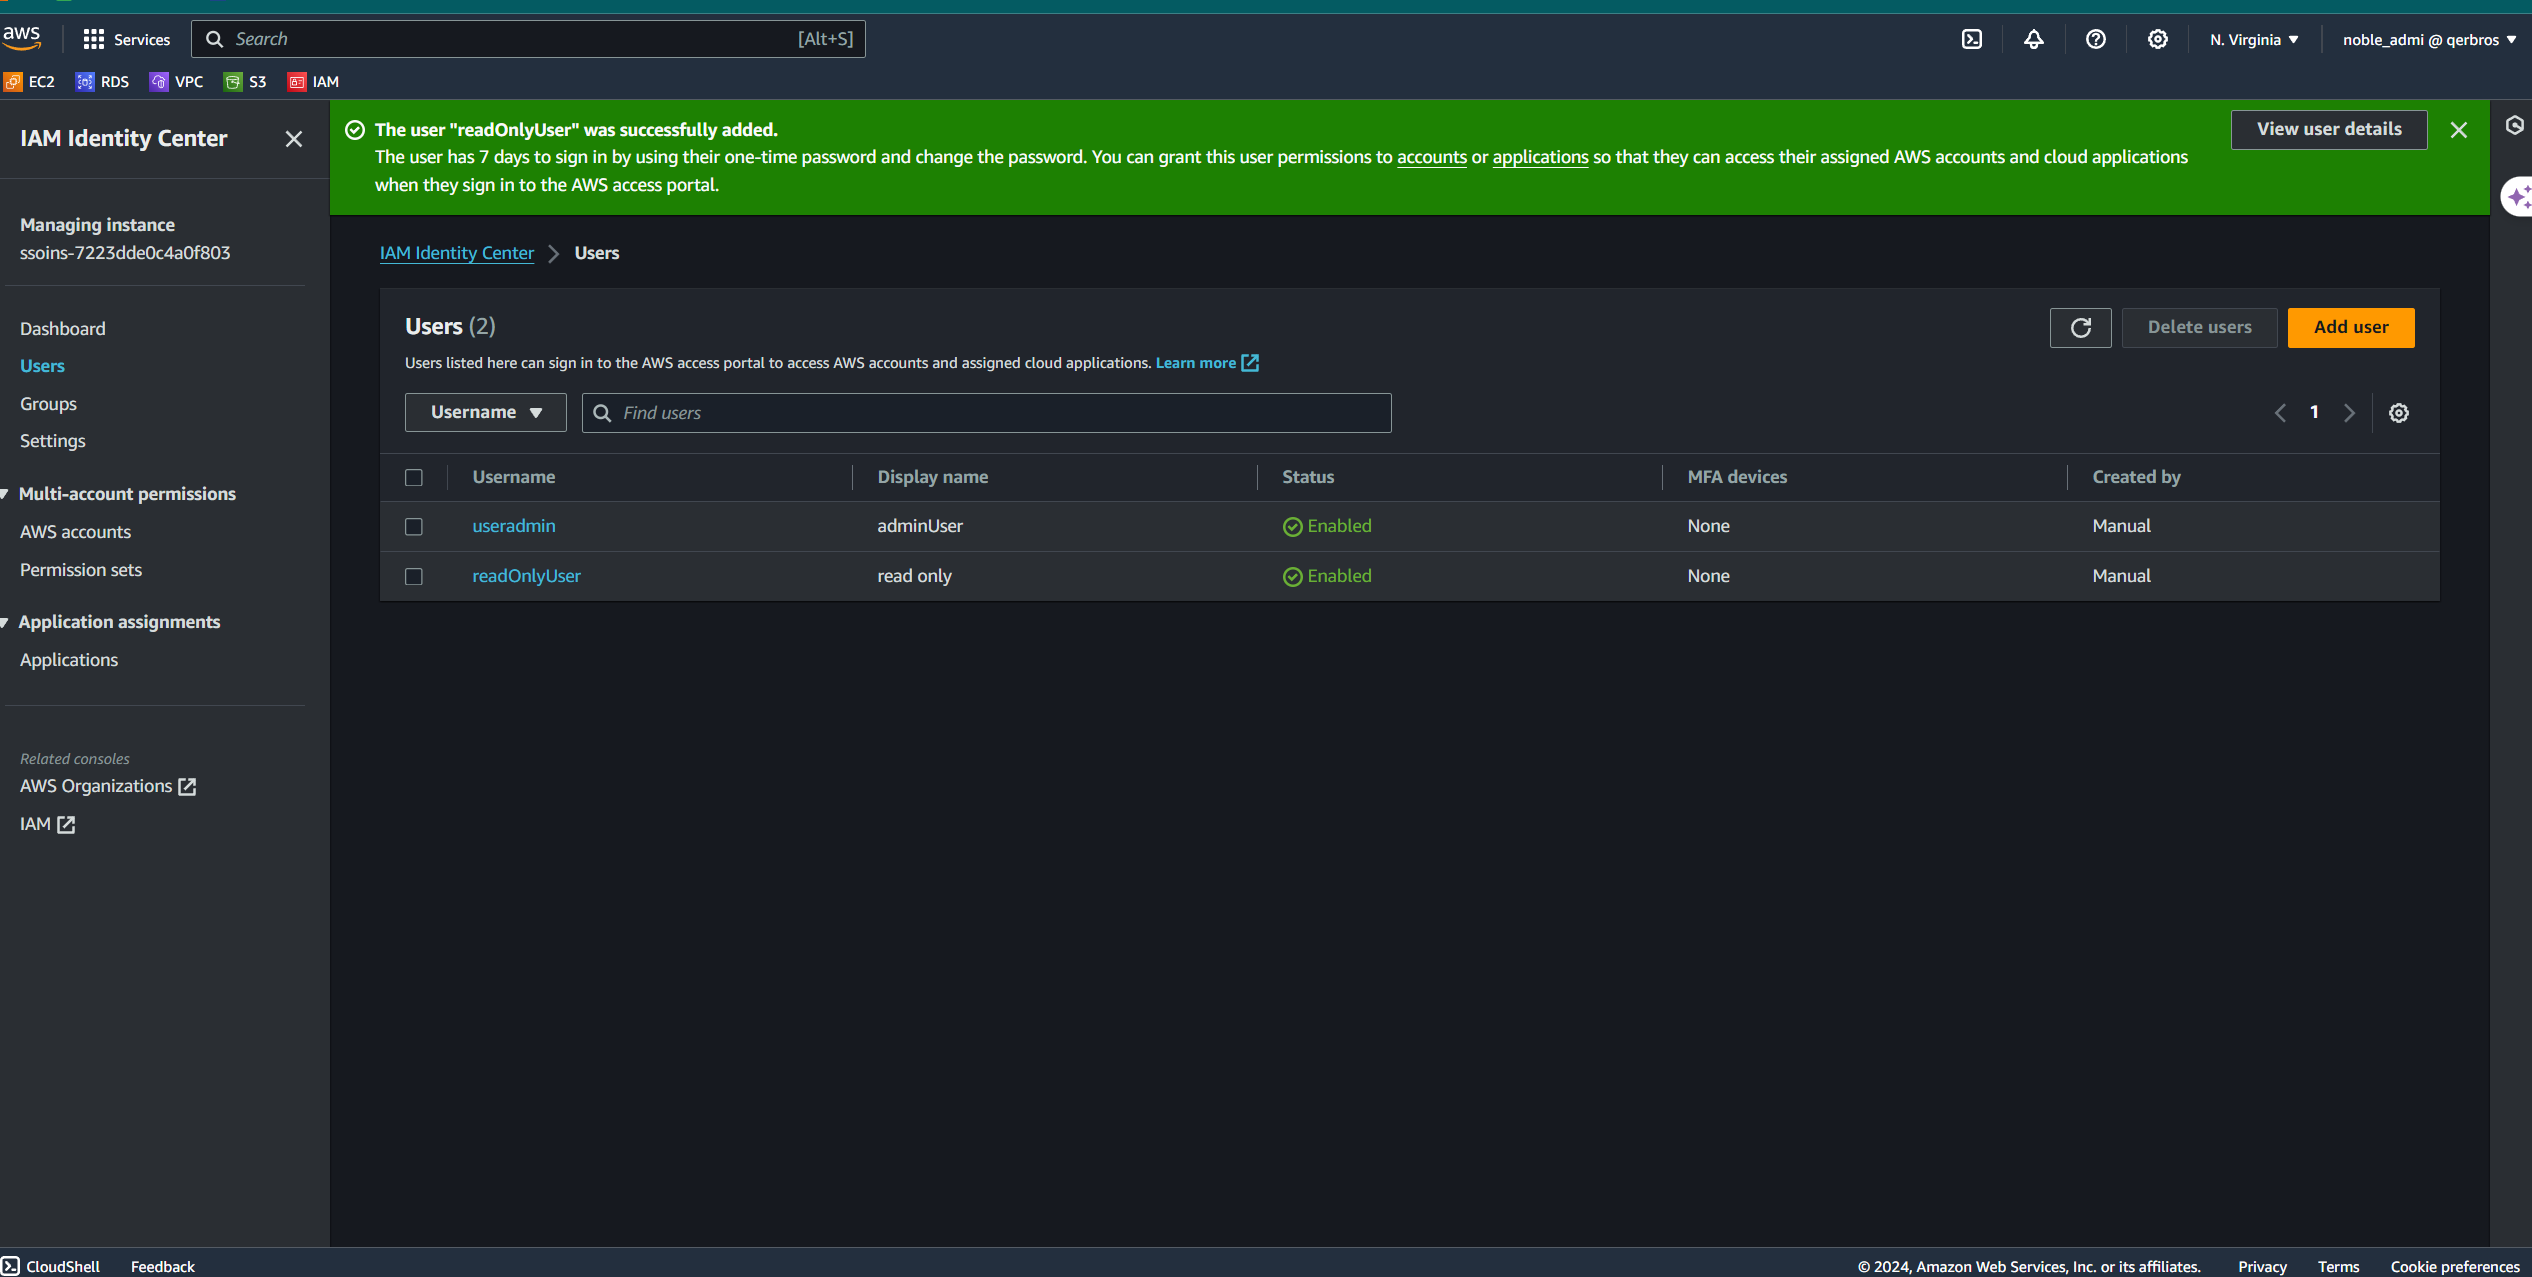 aws
Services
Search
[Alt+S]
N. Virginia
noble_admi @ qerbros
EC2
RDS
VPC
S3
IAM
IAM Identity Center
Managing instance
ssoins-7223dde0c4a0f803
Dashboard
Users
Groups
Settings
Multi-account permissions
AWS accounts
Permission sets
Application assignments
Applications
Related consoles
AWS Organizations
IAM
The user "readOnlyUser" was successfully added.
The user has 7 days to sign in by using their one-time password and change the password. You can grant this user permissions to accounts or applications so that they can access their assigned AWS accounts and cloud applications
when they sign in to the AWS access portal.
View user details
IAM Identity Center
Users
Users (2)
Delete users
Add user
Users listed here can sign in to the AWS access portal to access AWS accounts and assigned cloud applications. Learn more
Username
Find users
1
Username Display name Status MFA devices Created by
useradmin adminUser Enabled None Manual
readOnlyUser read only Enabled None Manual
CloudShell
Feedback
© 2024, Amazon Web Services, Inc. or its affiliates.
Privacy
Terms
Cookie preferences